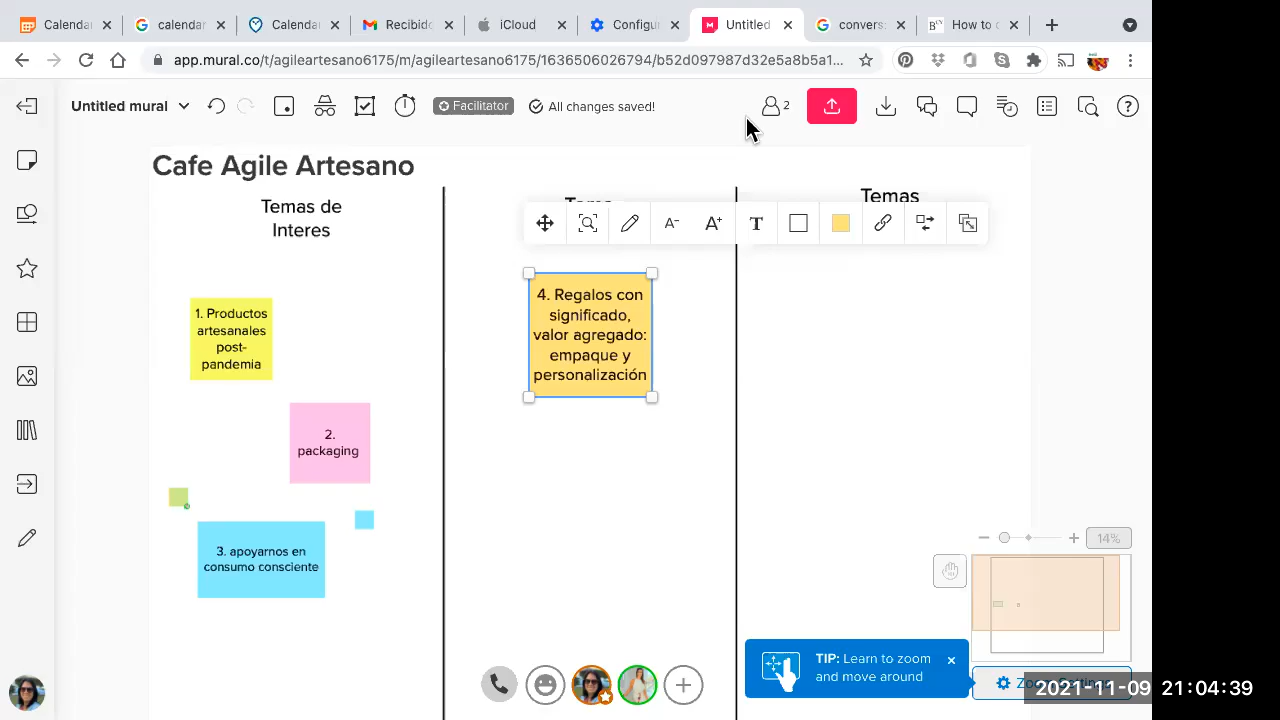 Calendar
calendar
Calenda
Recibido
iCloud
Configur
Untitled
convers
How to c
app.mural.co/t/agileartesano6175/m/agileartesano6175/1636506026794/b52d097987d32e5a8b5a1...
Untitled mural
Facilitator
All changes saved!
2
Cafe Agile Artesano
Temas de
Interes
Temas
A-
A+
T
1. Productos
artesanales
post-
pandemia
2.
packaging
3. apoyarnos en
consumo consciente
4. Regalos con
significado,
valor agregado:
empaque y
personalización
14%
TIP: Learn to zoom
and move around
2021-11-09 21:04:39